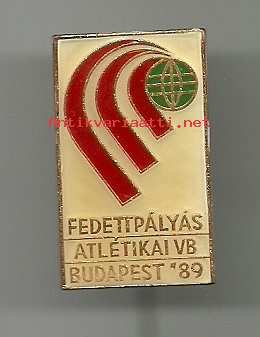 antikvariaatti.net
FEDETTPÁLYÁS
ATLÉTIKAI VB
BUDAPEST '89